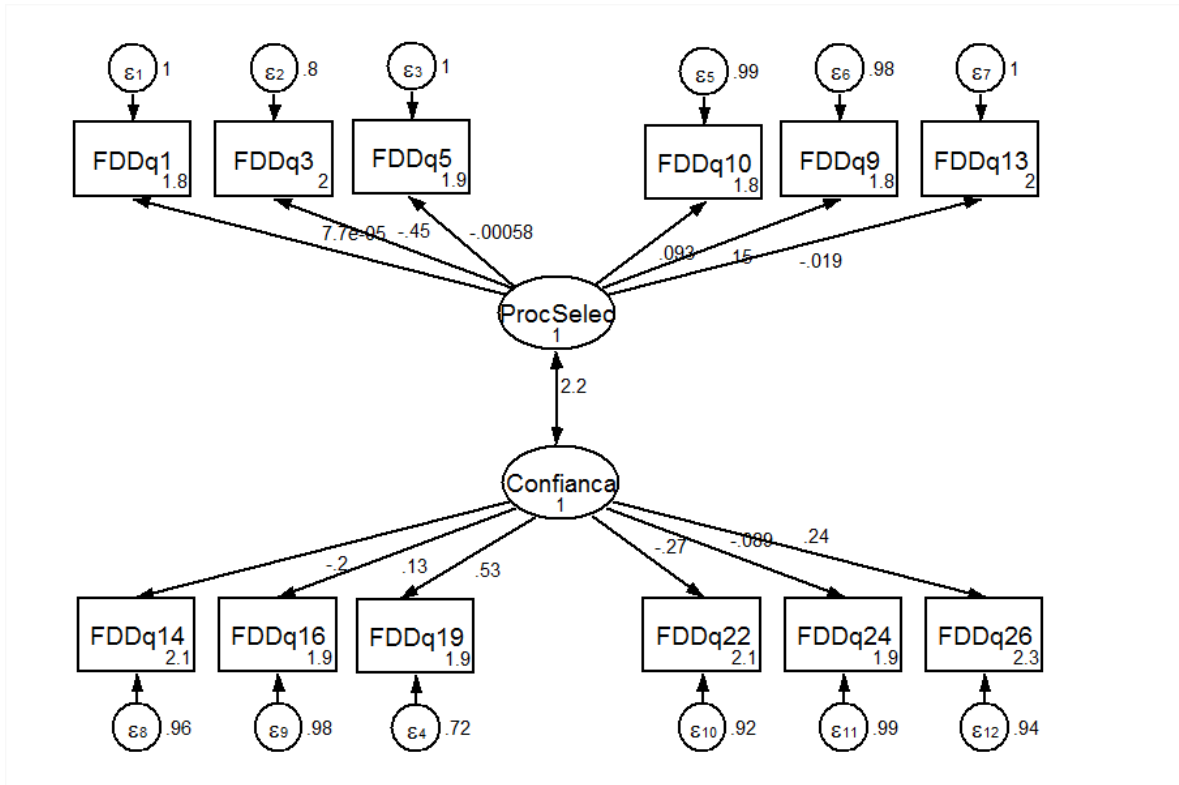 ε1 1 ε2 .8 ε3 1 ε5 .99 ε6 .98 ε7 1
FDDq1 FDDq3 FDDq5 FDDq10 FDDq9 FDDq13
1.8 2 1.9 1.8 1.8 2
7.7e-05 -.45 -.00058 .093 .15 -.019
ProcSelec
1
2.2
Confianca
1
-.2 .13 .53 -.27 -.089 .24
FDDq14 FDDq16 FDDq19 FDDq22 FDDq24 FDDq26
2.1 1.9 1.9 2.1 1.9 2.3
ε8 .96 ε9 .98 ε4 .72 ε10 .92 ε11 .99 ε12 .94